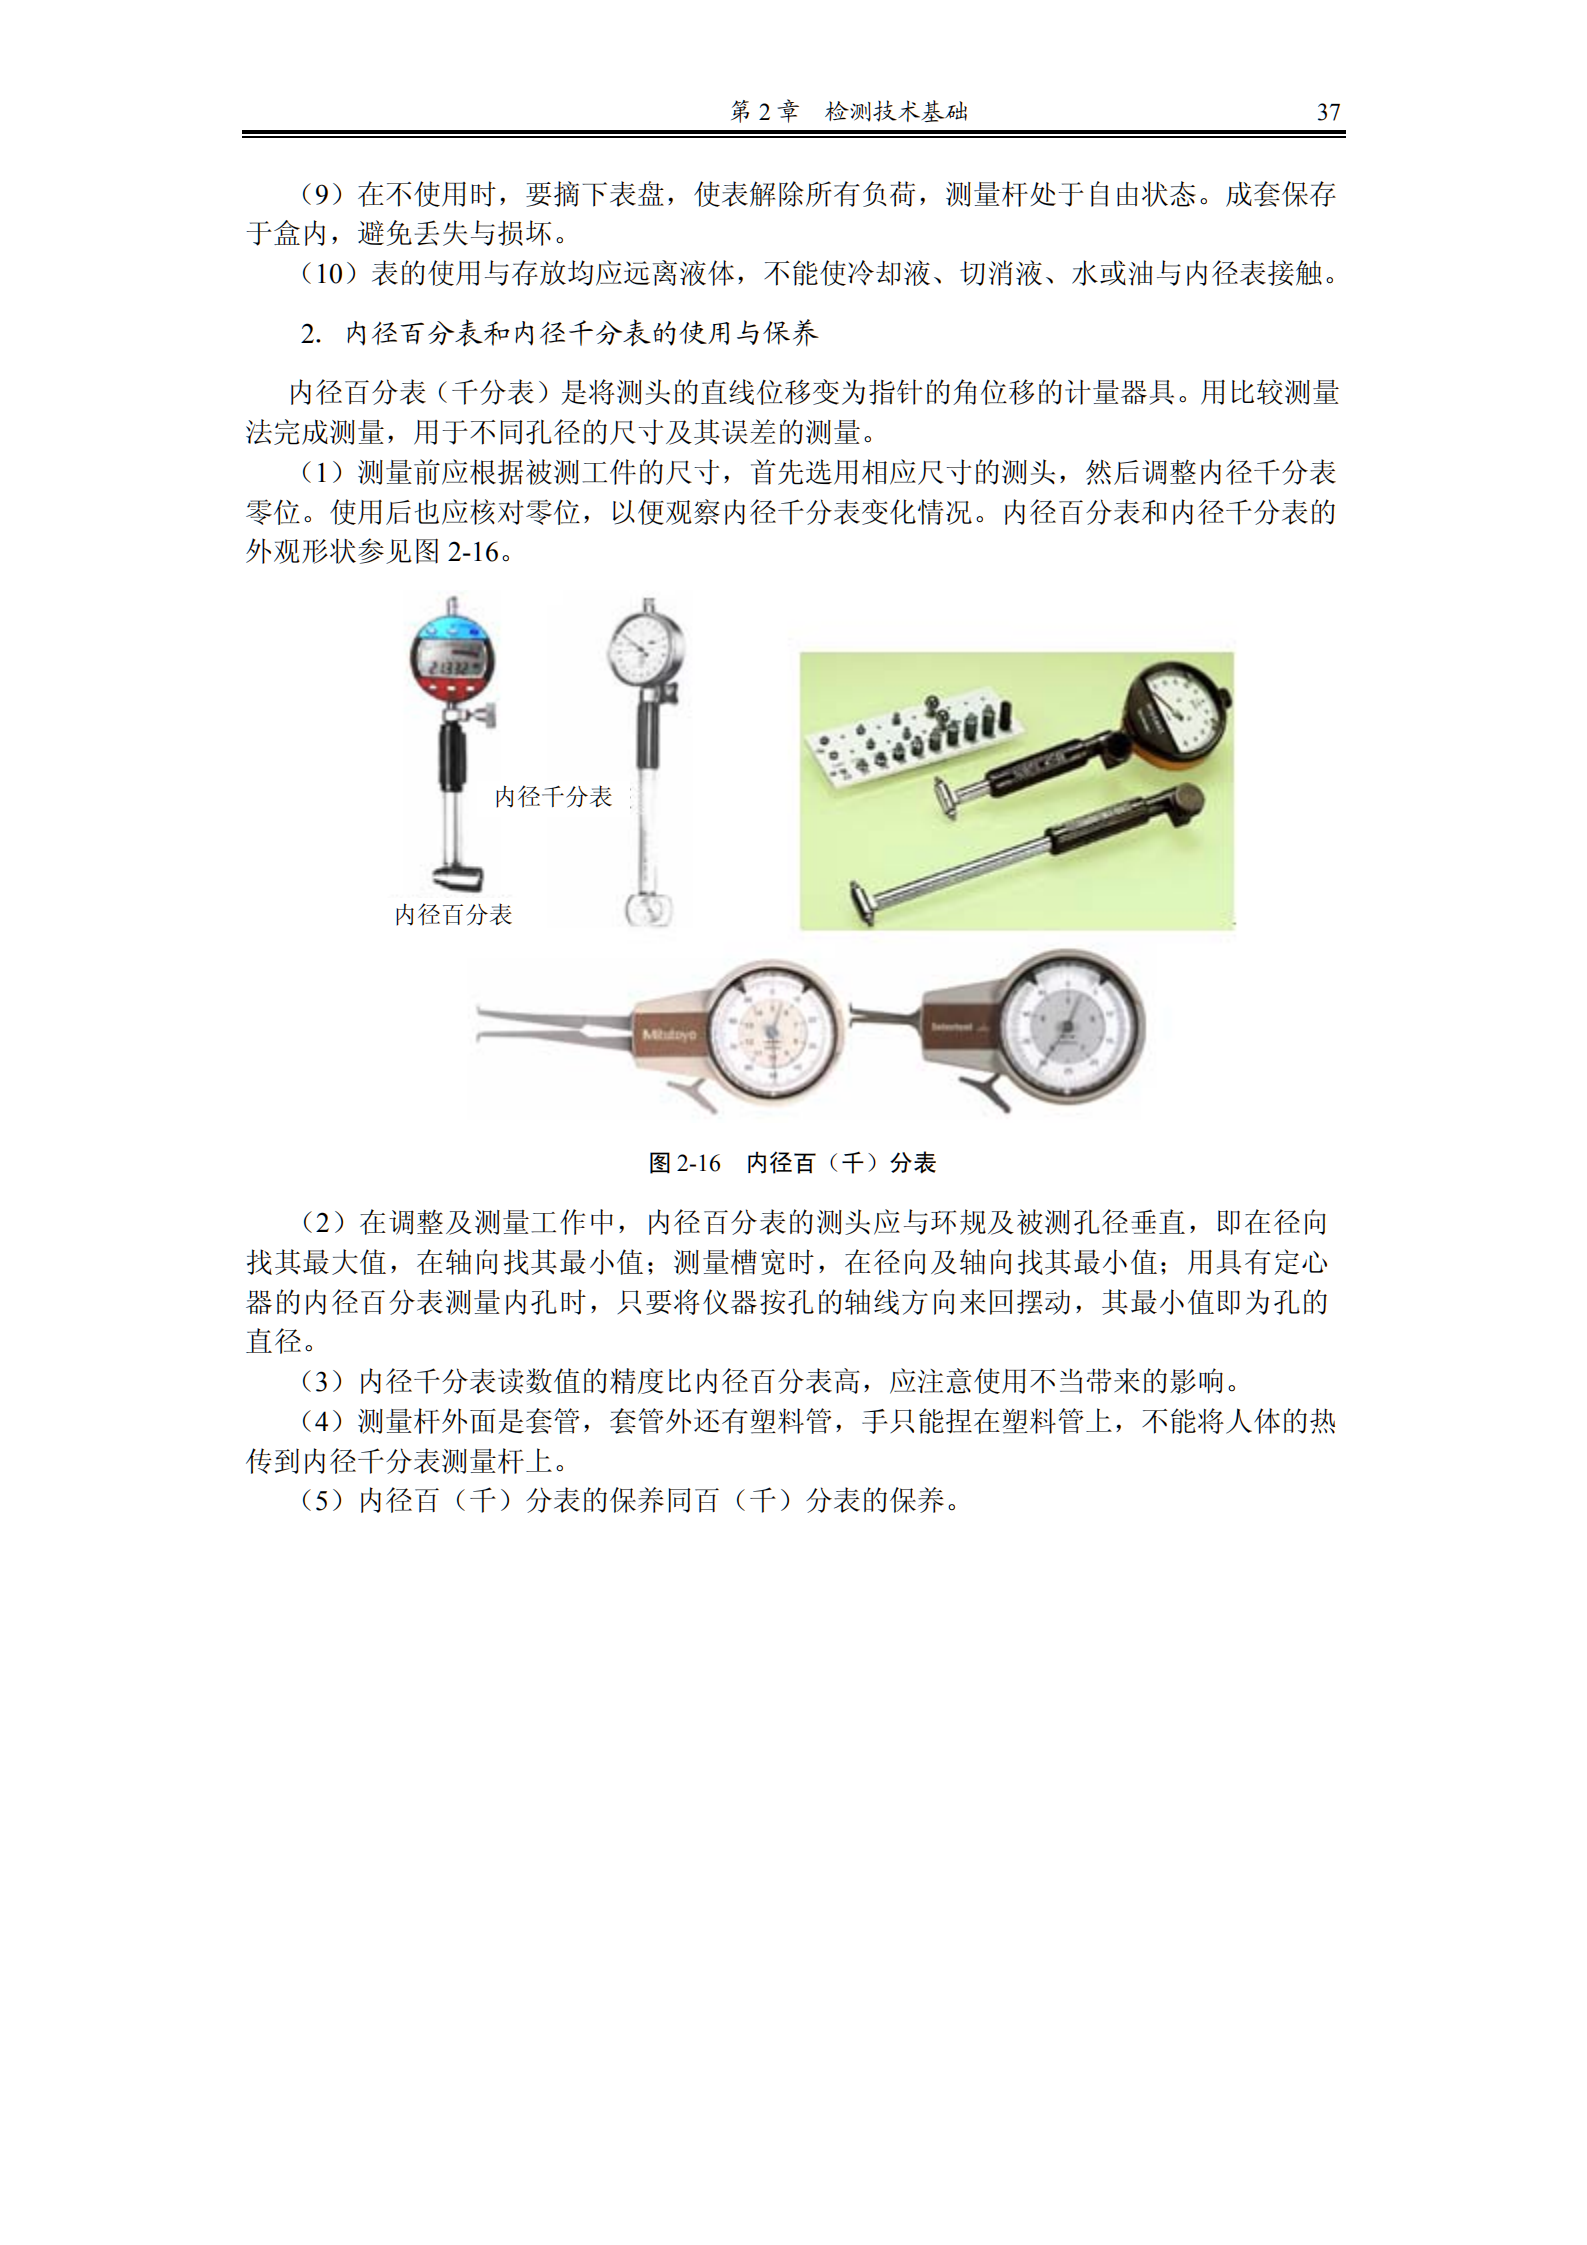 第 2 章　检测技术基础　37
（9）在不使用时，要摘下表盘，使表解除所有负荷，测量杆处于自由状态。成套保存
于盒内，避免丢失与损坏。
（10）表的使用与存放均应远离液体，不能使冷却液、切消液、水或油与内径表接触。
2．内径百分表和内径千分表的使用与保养
内径百分表（千分表）是将测头的直线位移变为指针的角位移的计量器具。用比较测量
法完成测量，用于不同孔径的尺寸及其误差的测量。
（1）测量前应根据被测工件的尺寸，首先选用相应尺寸的测头，然后调整内径千分表
零位。使用后也应核对零位，以便观察内径千分表变化情况。内径百分表和内径千分表的
外观形状参见图 2-16。
内径千分表
内径百分表
Mitutoyo
图 2-16　内径百（千）分表
（2）在调整及测量工作中，内径百分表的测头应与环规及被测孔径垂直，即在径向
找其最大值，在轴向找其最小值；测量槽宽时，在径向及轴向找其最小值；用具有定心
器的内径百分表测量内孔时，只要将仪器按孔的轴线方向来回摆动，其最小值即为孔的
直径。
（3）内径千分表读数值的精度比内径百分表高，应注意使用不当带来的影响。
（4）测量杆外面是套管，套管外还有塑料管，手只能捏在塑料管上，不能将人体的热
传到内径千分表测量杆上。
（5）内径百（千）分表的保养同百（千）分表的保养。